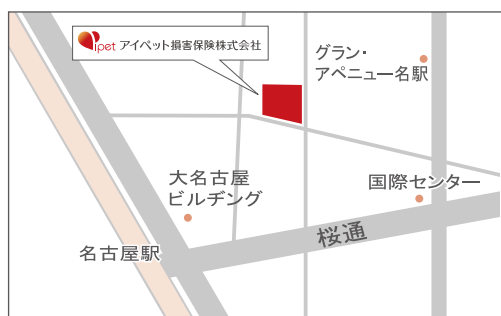 ipet アイペット損害保険株式会社
グラン・
アベニュー名駅
大名古屋
ビルヂング
国際センター
桜通
名古屋駅